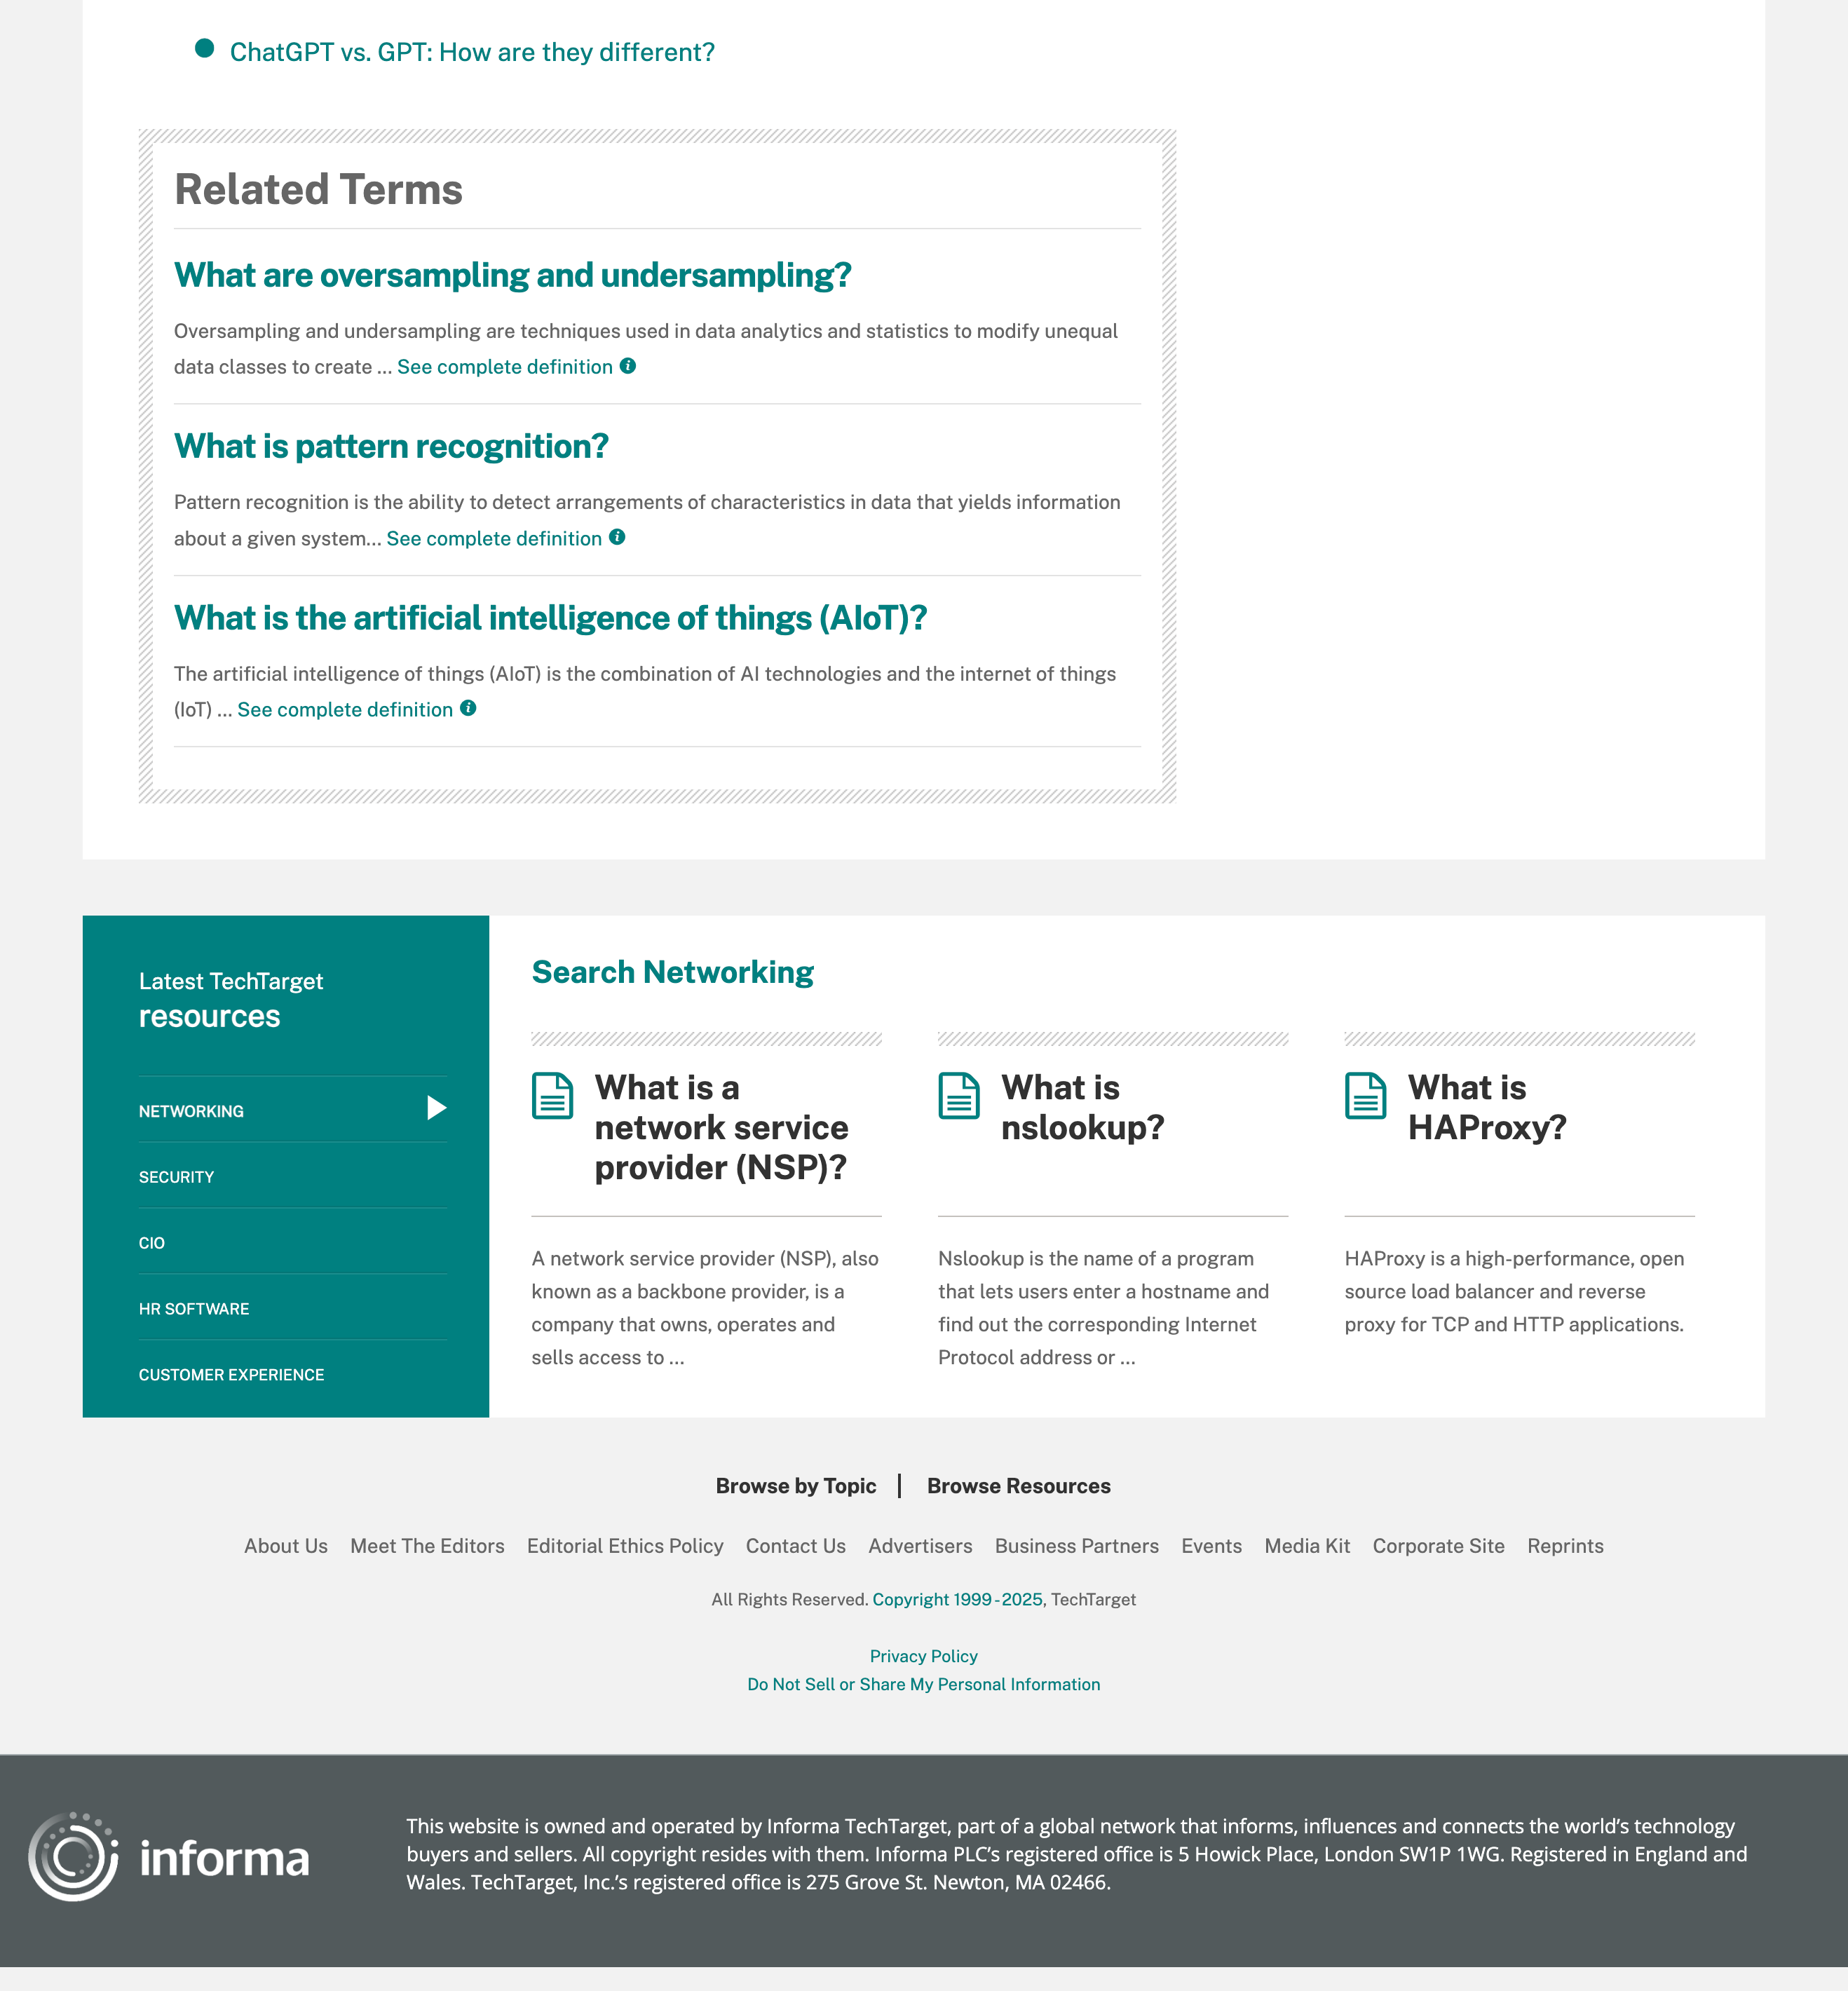 ChatGPT vs. GPT: How are they different?
Related Terms
What are oversampling and undersampling?
Oversampling and undersampling are techniques used in data analytics and statistics to modify unequal
data classes to create ... See complete definition
What is pattern recognition?
Pattern recognition is the ability to detect arrangements of characteristics in data that yields information
about a given system... See complete definition
What is the artificial intelligence of things (AIoT)?
The artificial intelligence of things (AIoT) is the combination of AI technologies and the internet of things
(IoT) ... See complete definition
Latest TechTarget
resources
NETWORKING
SECURITY
CIO
HR SOFTWARE
CUSTOMER EXPERIENCE
Search Networking
What is a
network service
provider (NSP)?
A network service provider (NSP), also
known as a backbone provider, is a
company that owns, operates and
sells access to ...
What is
nslookup?
Nslookup is the name of a program
that lets users enter a hostname and
find out the corresponding Internet
Protocol address or ...
What is
HAProxy?
HAProxy is a high-performance, open
source load balancer and reverse
proxy for TCP and HTTP applications.
Browse by Topic | Browse Resources
About Us Meet The Editors Editorial Ethics Policy Contact Us Advertisers Business Partners Events Media Kit Corporate Site Reprints
All Rights Reserved. Copyright 1999 - 2025, TechTarget
Privacy Policy
Do Not Sell or Share My Personal Information
informa
This website is owned and operated by Informa TechTarget, part of a global network that informs, influences and connects the world’s technology
buyers and sellers. All copyright resides with them. Informa PLC’s registered office is 5 Howick Place, London SW1P 1WG. Registered in England and
Wales. TechTarget, Inc.’s registered office is 275 Grove St. Newton, MA 02466.